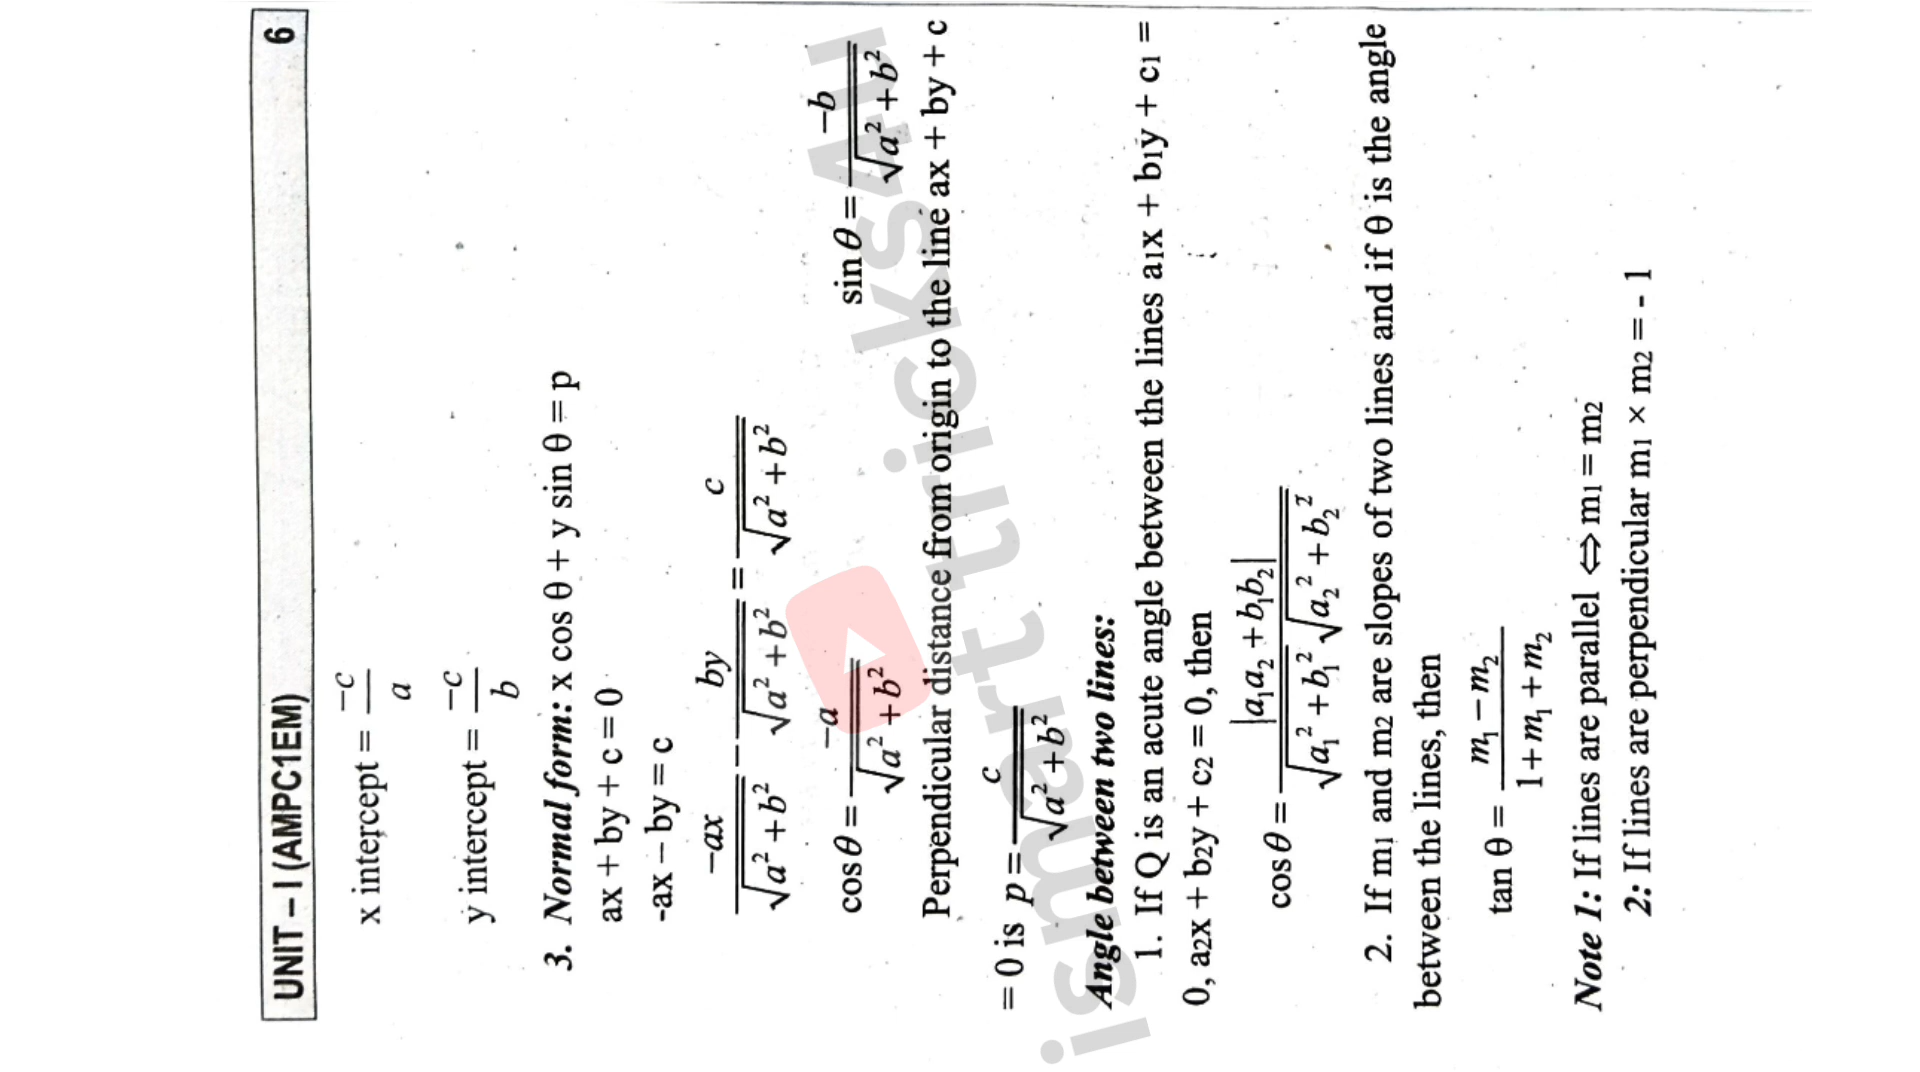 UNIT – I (AMPC1EM) 6
x intercept = −c / a
y intercept = −c / b
3. Normal form: x cos θ + y sin θ = p
ax + by + c = 0
-ax – by = c
−ax / √a² + b² − by / √a² + b² = c / √a² + b²
cos θ = −a / √a² + b² sin θ = −b / √a² + b²
Perpendicular distance from origin to the line ax + by + c
= 0 is p = c / √a² + b²
Angle between two lines:
1. If Q is an acute angle between the lines a₁x + b₁y + c₁ =
0, a₂x + b₂y + c₂ = 0, then
cos θ = |a₁a₂ + b₁b₂| / √a₁² + b₁² √a₂² + b₂²
2. If m₁ and m₂ are slopes of two lines and if θ is the angle
between the lines, then
tan θ = m₁ − m₂ / 1 + m₁ + m₂
Note 1: If lines are parallel ⇔ m₁ = m₂
2: If lines are perpendicular m₁ × m₂ = - 1
ismarttricks4U